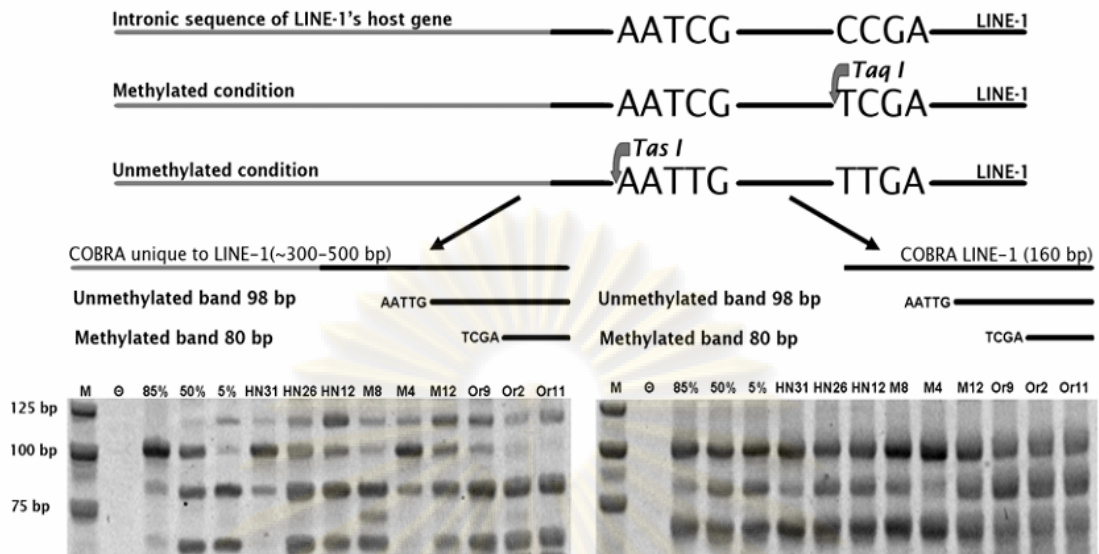 Intronic sequence of LINE-1's host gene AATCG CCGA LINE-1
Taq I
Methylated condition AATCG TCGA LINE-1
Tas I
Unmethylated condition AATTG TTGA LINE-1
COBRA unique to LINE-1(~300-500 bp)
Unmethylated band 98 bp AATTG
Methylated band 80 bp TCGA
COBRA LINE-1 (160 bp)
Unmethylated band 98 bp AATTG
Methylated band 80 bp TCGA
M Θ 85% 50% 5% HN31 HN26 HN12 M8 M4 M12 Or9 Or2 Or11
125 bp
100 bp
75 bp
M Θ 85% 50% 5% HN31 HN26 HN12 M8 M4 M12 Or9 Or2 Or11